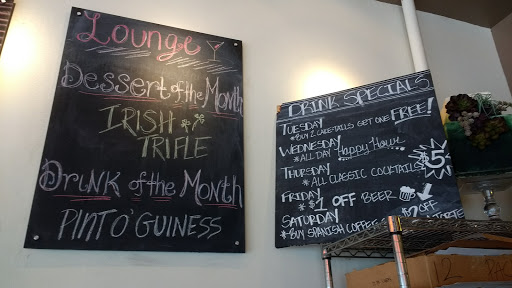 Lounge
Dessert of the Month
IRISH
TRIFLE
Drink of the Month
PINT O' GUINESS
DRINK SPECIALS
TUESDAY
*BUY 2 COCKTAILS GET ONE FREE!
WEDNESDAY
*ALL DAY Happy Hour
THURSDAY
*ALL CLASSIC COCKTAILS $5
FRIDAY
*$1 OFF BEER
SATURDAY
*BUY SPANISH COFFEE $2 OFF